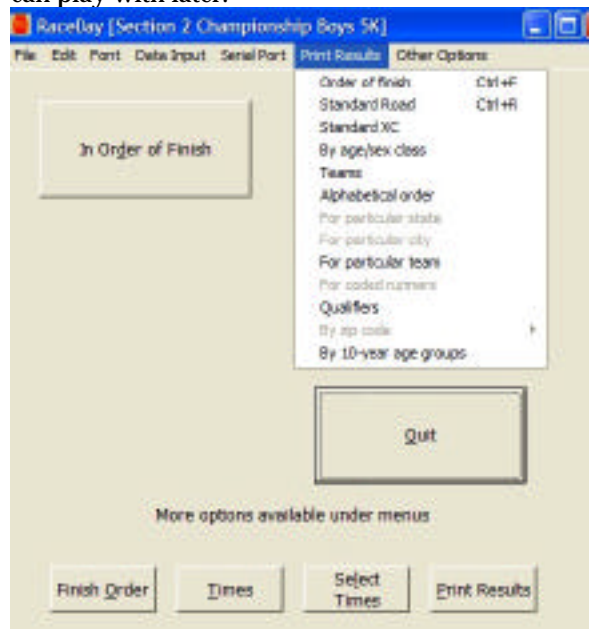 can play with later.
RaceDay [Section 2 Championship Boys 5K]
File Edit Font Data Input Serial Port Print Results Other Options
Order of finish Ctrl+F
Standard Road Ctrl+R
Standard XC
In Order of Finish
By age/sex class
Teams
Alphabetical order
For particular state
For particular city
For particular team
For coded runners
Qualifiers
By zip code
By 10-year age groups
Quit
More options available under menus
Finish Order
Times
Select
Times
Print Results